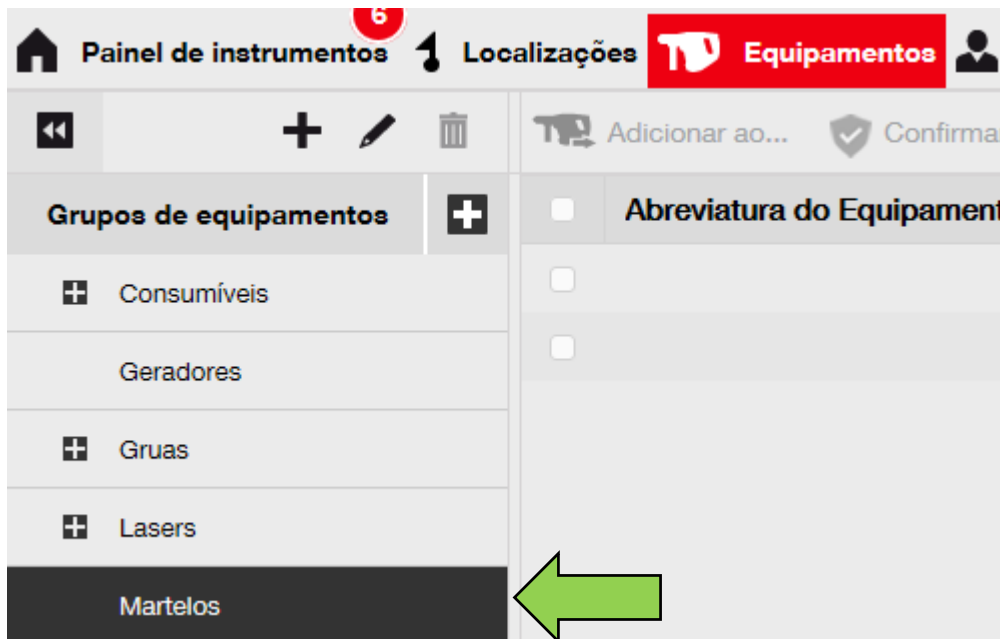 6
Painel de instrumentos Localizações Equipamentos
Adicionar ao... Confirma
Grupos de equipamentos Abreviatura do Equipament
Consumíveis
Geradores
Gruas
Lasers
Martelos